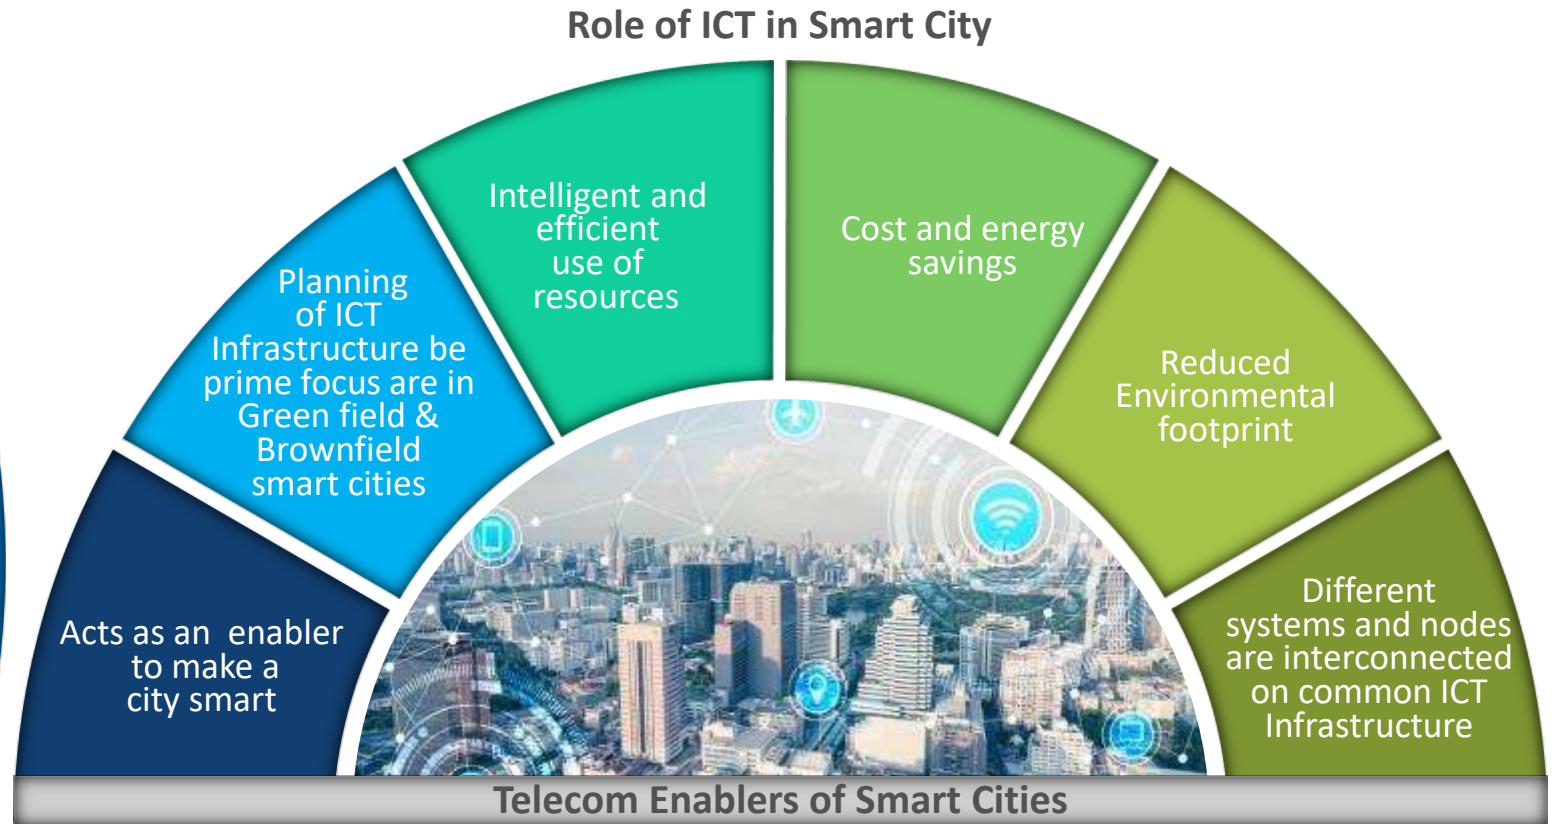 Role of ICT in Smart City
Acts as an enabler
to make a
city smart
Planning
of ICT
Infrastructure be
prime focus are in
Green field &
Brownfield
smart cities
Intelligent and
efficient
use of
resources
Cost and energy
savings
Reduced
Environmental
footprint
Different
systems and nodes
are interconnected
on common ICT
Infrastructure
Telecom Enablers of Smart Cities